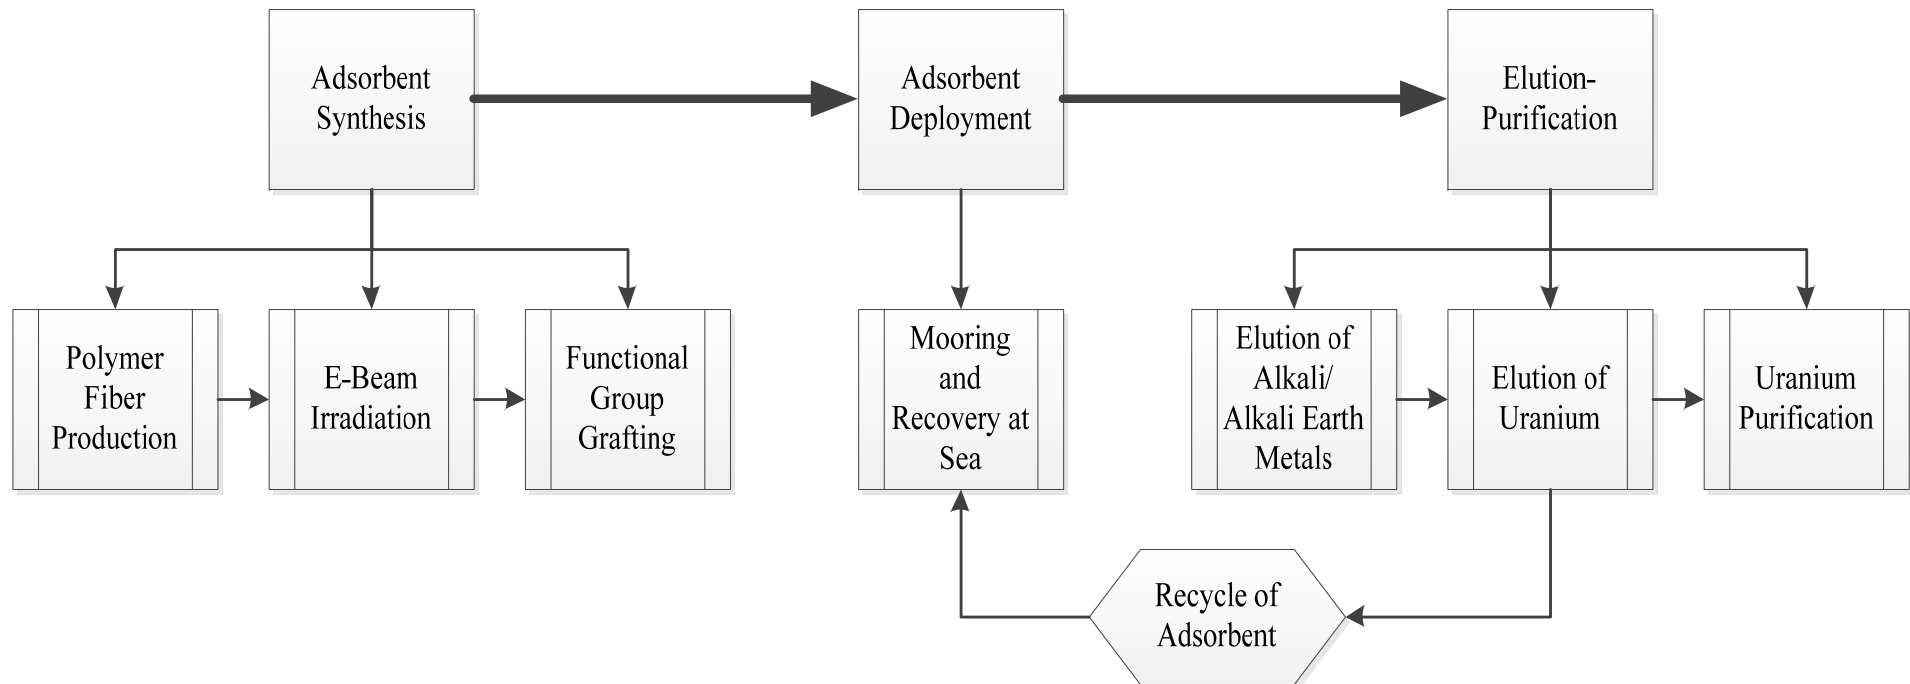 Adsorbent
Synthesis
Adsorbent
Deployment
Elution-
Purification
Polymer
Fiber
Production
E-Beam
Irradiation
Functional
Group
Grafting
Mooring
and
Recovery at
Sea
Elution of
Alkali/
Alkali Earth
Metals
Elution of
Uranium
Uranium
Purification
Recycle of
Adsorbent